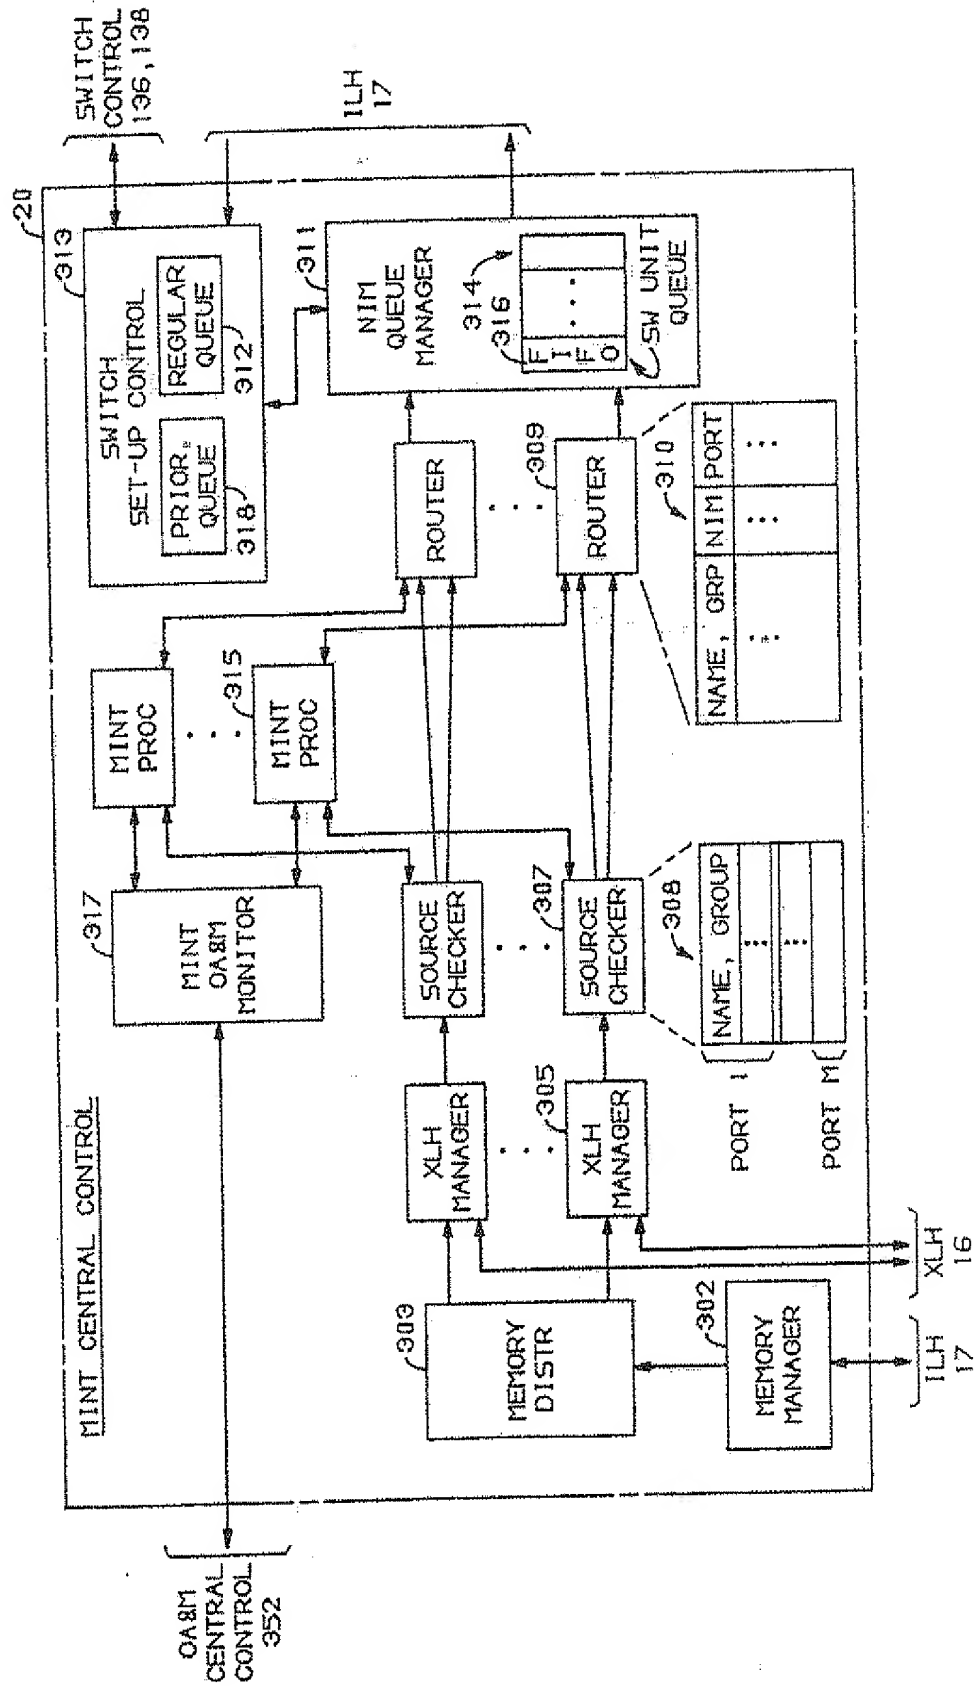 MINT CENTRAL CONTROL
20
OA&M
CENTRAL
CONTROL
352
317
MINT
OA&M
MONITOR
MINT
PROC
315
MINT
PROC
313
SWITCH
SET-UP CONTROL
PRIOR.
QUEUE
318
REGULAR
QUEUE
312
SWITCH
CONTROL
136,138
ILH
17
303
MEMORY
DISTR
302
MEMORY
MANAGER
ILH
17
XLH
16
XLH
MANAGER
305
XLH
MANAGER
SOURCE
CHECKER
307
SOURCE
CHECKER
308
NAME, GROUP
PORT 1
PORT M
ROUTER
309
ROUTER
310
NAME, GRP
NIM
PORT
311
NIM
QUEUE
MANAGER
314
316
F
I
F
O
SW UNIT
QUEUE